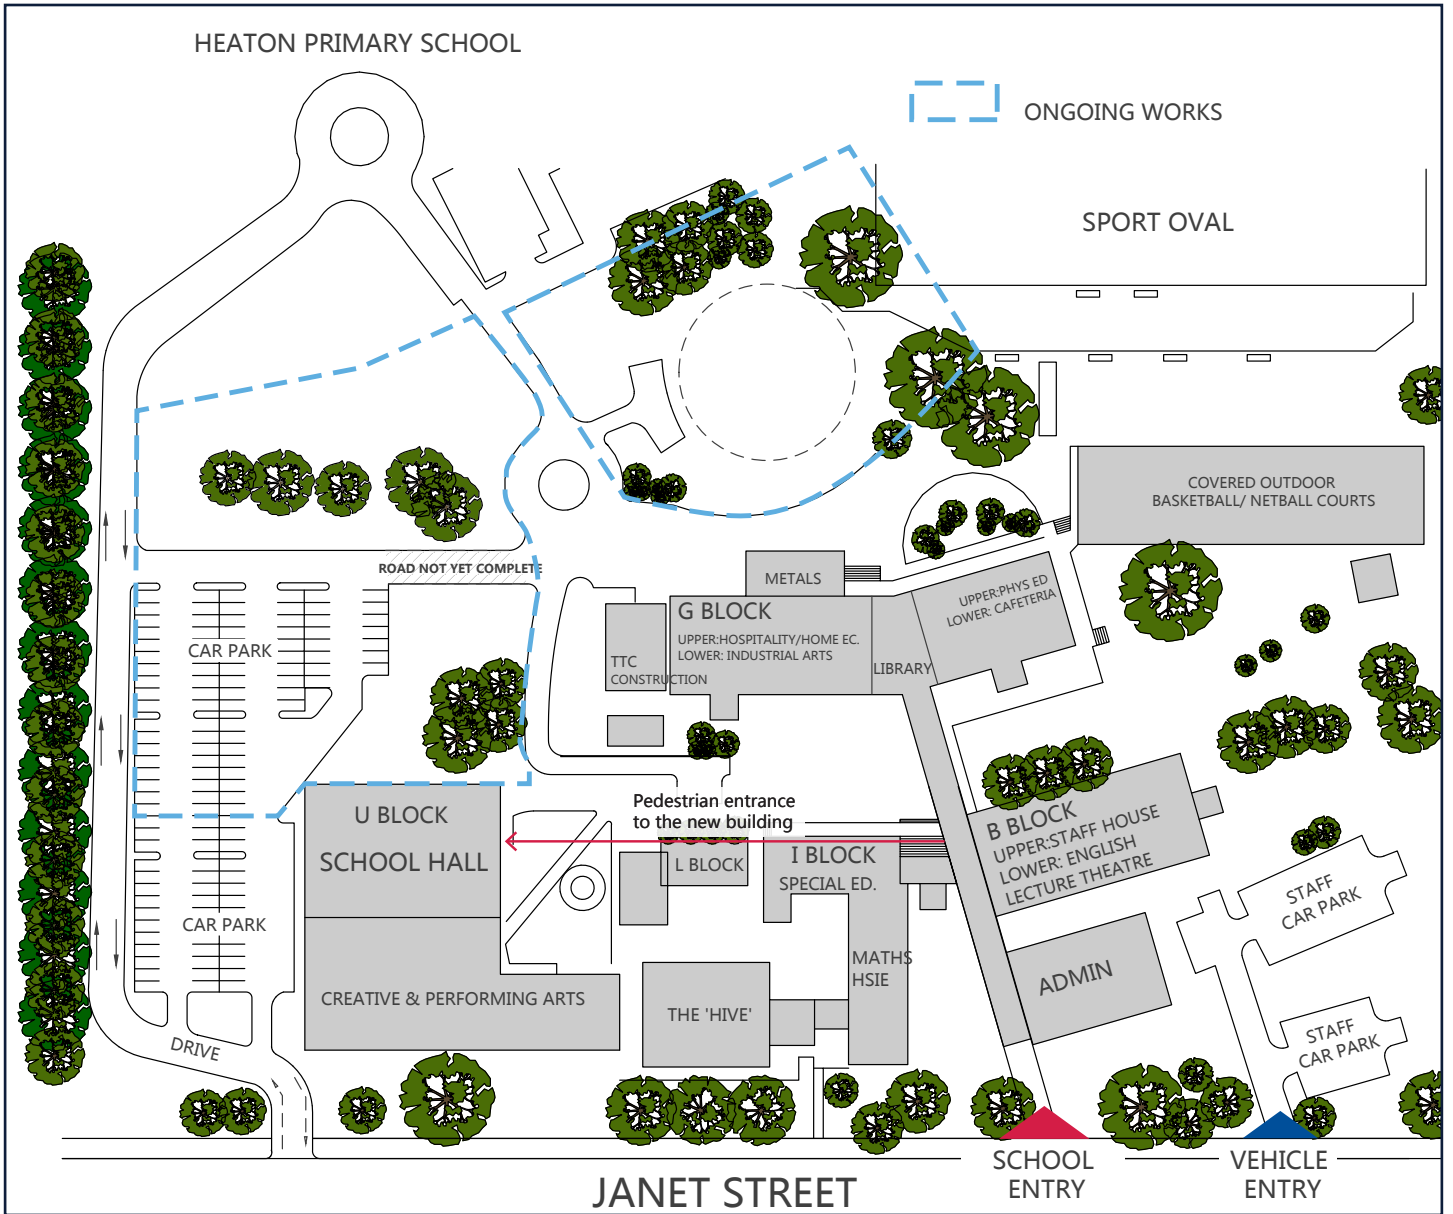 HEATON PRIMARY SCHOOL
ONGOING WORKS
SPORT OVAL
COVERED OUTDOOR
BASKETBALL/ NETBALL COURTS
ROAD NOT YET COMPLETE
METALS
G BLOCK
UPPER:HOSPITALITY/HOME EC.
LOWER: INDUSTRIAL ARTS
UPPER:PHYS ED
LOWER: CAFETERIA
LIBRARY
TTC
CONSTRUCTION
CAR PARK
Pedestrian entrance
to the new building
U BLOCK
SCHOOL HALL
L BLOCK
I BLOCK
SPECIAL ED.
B BLOCK
UPPER:STAFF HOUSE
LOWER: ENGLISH
LECTURE THEATRE
STAFF
CAR PARK
CAR PARK
MATHS
HSIE
ADMIN
CREATIVE & PERFORMING ARTS
THE 'HIVE'
STAFF
CAR PARK
DRIVE
SCHOOL
ENTRY
VEHICLE
ENTRY
JANET STREET